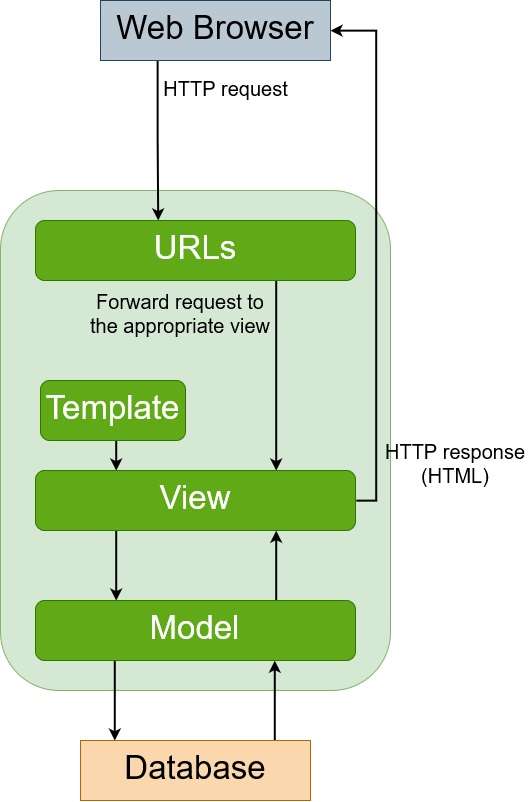 Web Browser
HTTP request
URLs
Forward request to
the appropriate view
Template
HTTP response
(HTML)
View
Model
Database